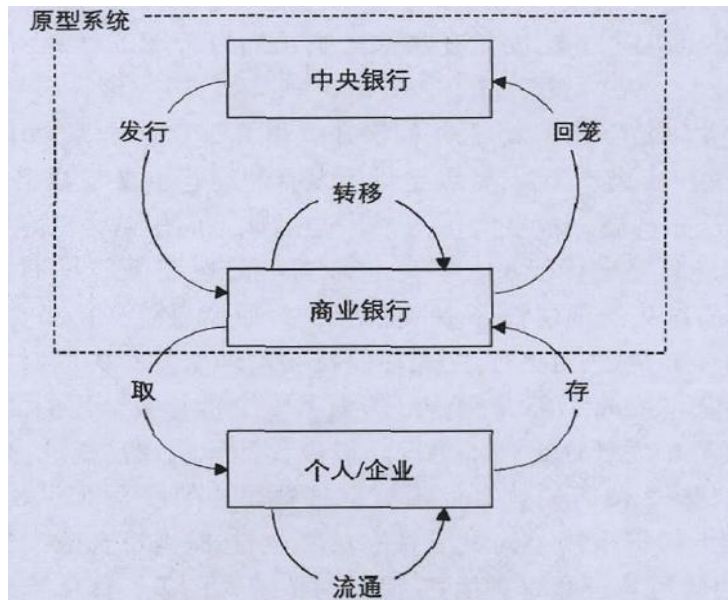 原型系统
中央银行
发行
回笼
转移
商业银行
取
存
个人/企业
流通